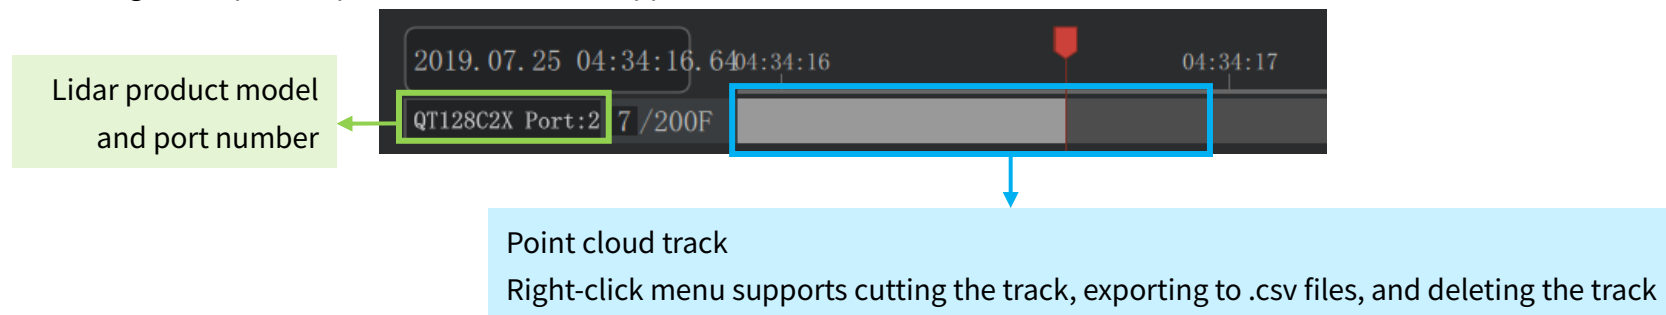 2019.07.25 04:34:16.64
04:34:16
04:34:17
Lidar product model
and port number
QT128C2X Port:2 7 /200F
Point cloud track
Right-click menu supports cutting the track, exporting to .csv files, and deleting the track